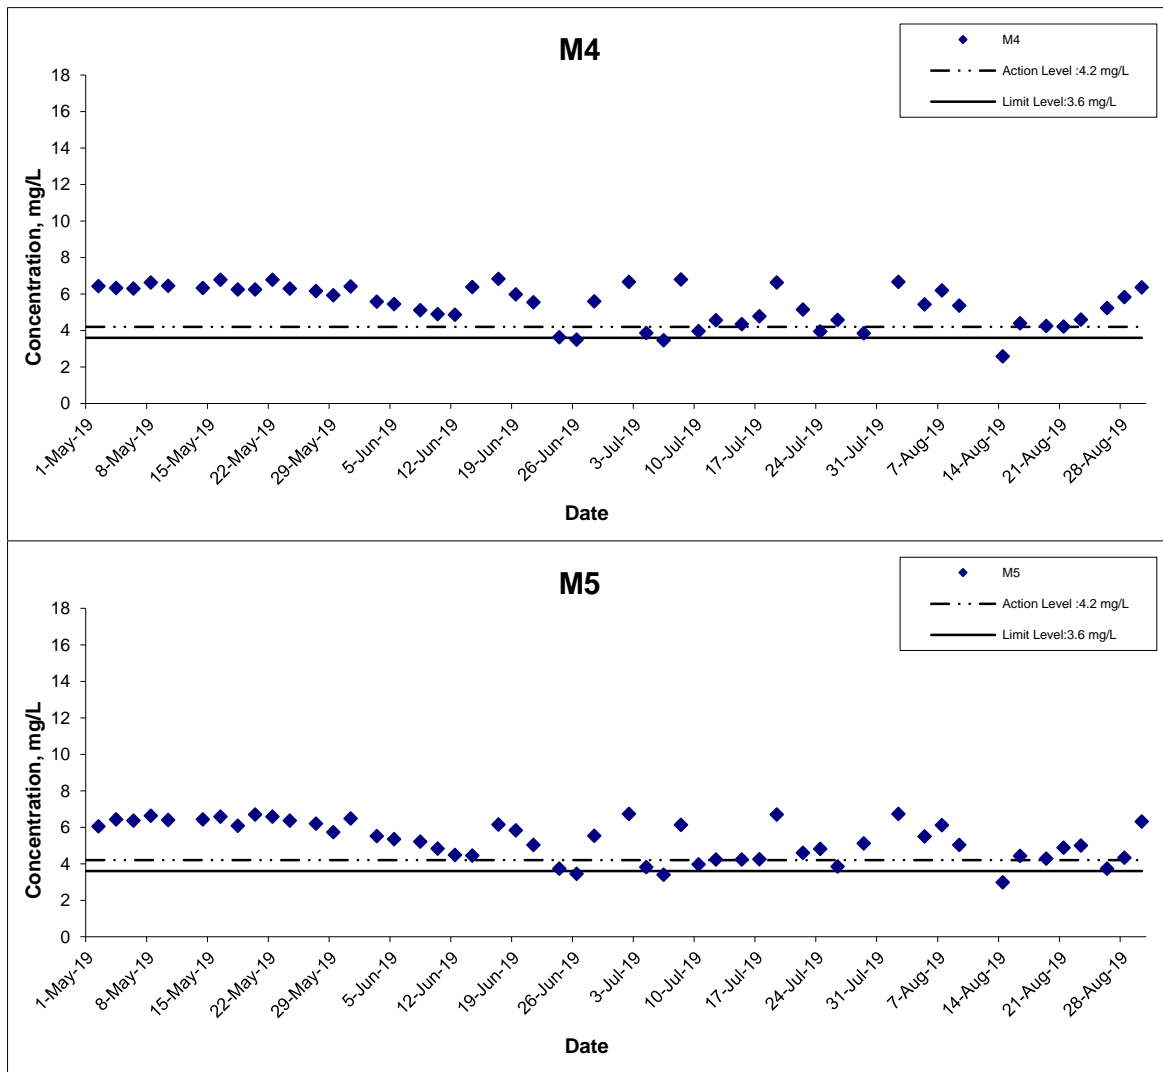 M4
M4
Action Level :4.2 mg/L
Limit Level:3.6 mg/L
Concentration, mg/L
18
16
14
12
10
8
6
4
2
0
1-May-19
8-May-19
15-May-19
22-May-19
29-May-19
5-Jun-19
12-Jun-19
19-Jun-19
26-Jun-19
3-Jul-19
10-Jul-19
17-Jul-19
24-Jul-19
31-Jul-19
7-Aug-19
14-Aug-19
21-Aug-19
28-Aug-19
Date
M5
M5
Action Level :4.2 mg/L
Limit Level:3.6 mg/L
Concentration, mg/L
18
16
14
12
10
8
6
4
2
0
1-May-19
8-May-19
15-May-19
22-May-19
29-May-19
5-Jun-19
12-Jun-19
19-Jun-19
26-Jun-19
3-Jul-19
10-Jul-19
17-Jul-19
24-Jul-19
31-Jul-19
7-Aug-19
14-Aug-19
21-Aug-19
28-Aug-19
Date